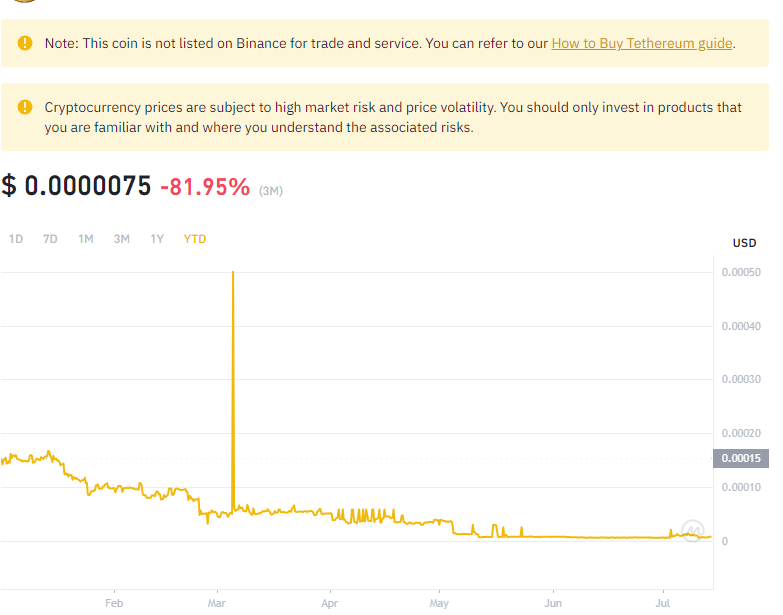 Note: This coin is not listed on Binance for trade and service. You can refer to our How to Buy Tethereum guide.
Cryptocurrency prices are subject to high market risk and price volatility. You should only invest in products that
you are familiar with and where you understand the associated risks.
$ 0.0000075 -81.95% (3M)
1D 7D 1M 3M 1Y YTD
USD
0.00050
0.00040
0.00030
0.00020
0.00015
0.00010
0
Feb Mar Apr May Jun Jul